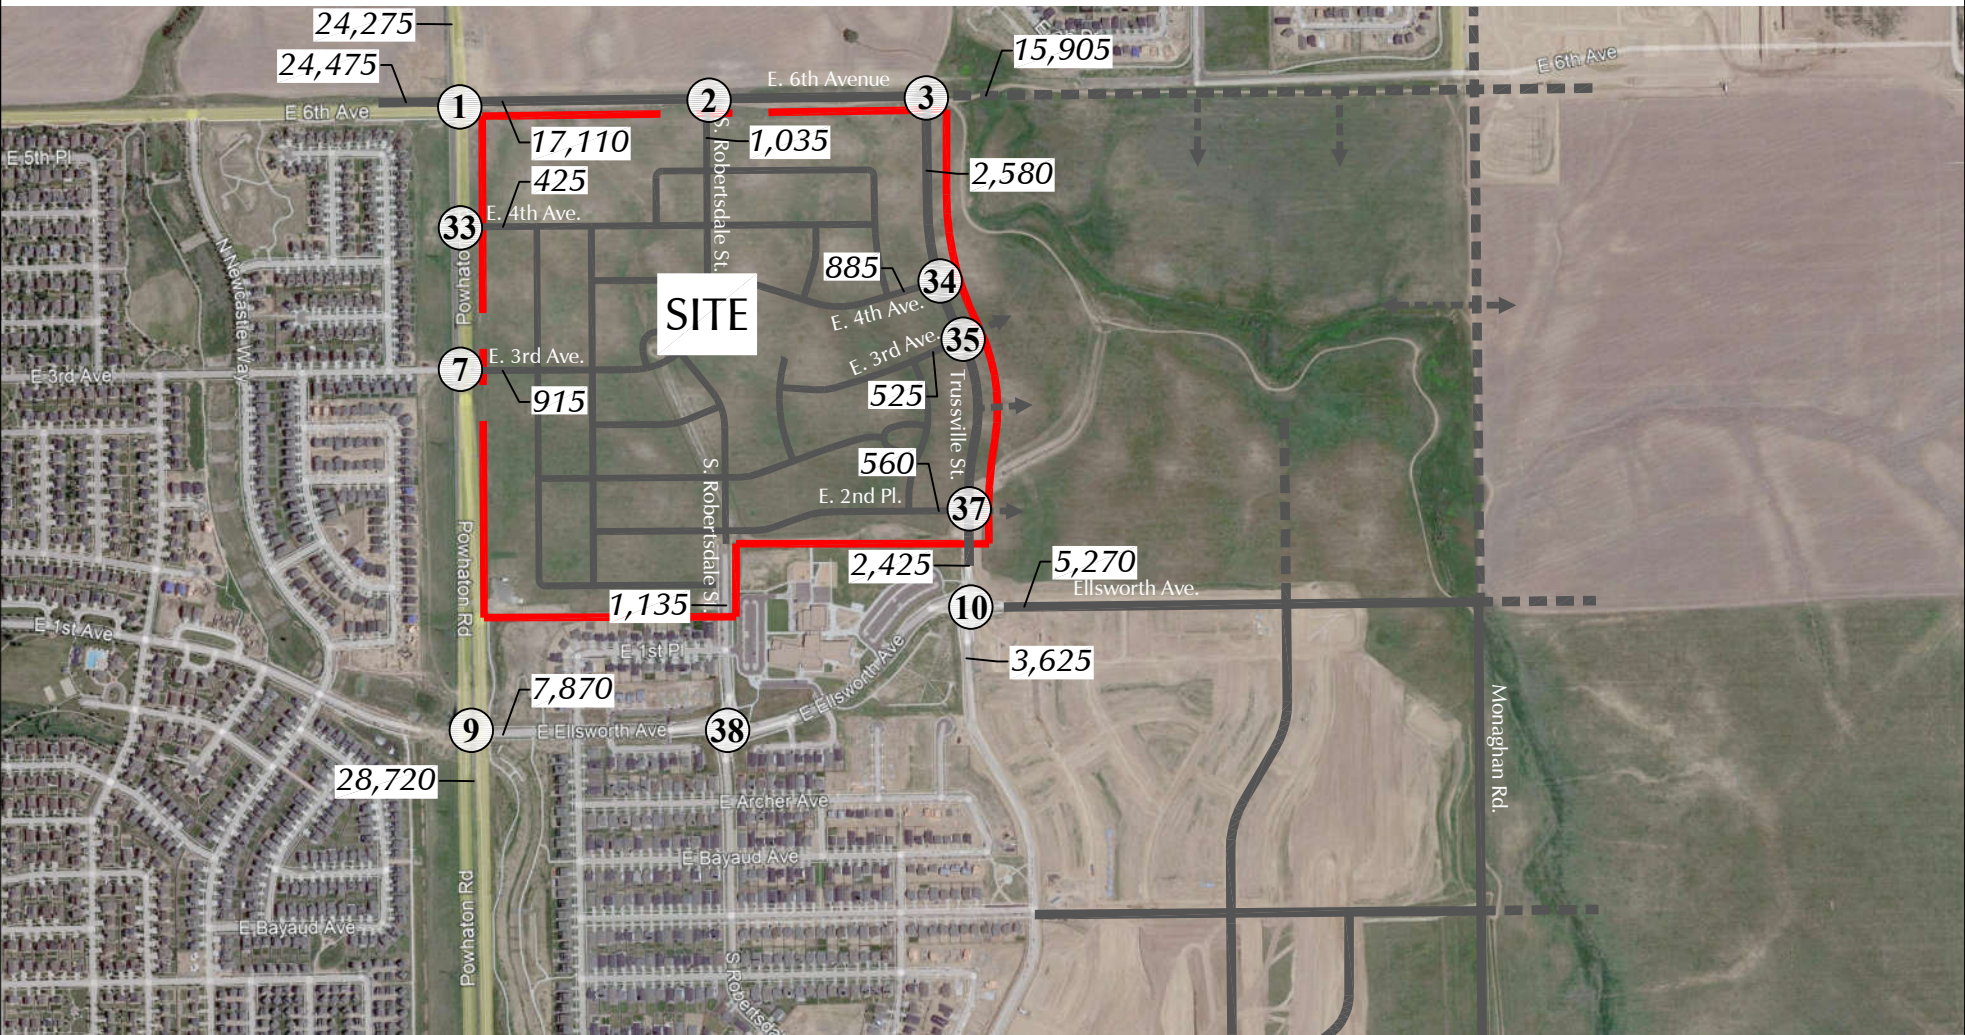 24,275
24,475
15,905
E 6th Ave
E. 6th Avenue
E 6th Ave
1
2
3
17,110
1,035
E 5th Pl
425
2,580
E. 4th Ave.
S. Robertsdale St.
33
Powhaton
N Newcastle Way
885
34
SITE
E. 4th Ave.
35
E. 3rd Ave.
E. 3rd Ave.
7
E 3rd Ave
915
525
Trussville St.
560
S. Robertsdale St.
E. 2nd Pl.
37
Powhaton Rd
2,425
5,270
Ellsworth Ave.
1,135
10
E 1st Ave
E 1st Pl
3,625
E Ellsworth Ave
7,870
Monaghan Rd.
9
E Ellsworth Ave
38
28,720
E Archer Ave
E Bayaud Ave
Powhaton Rd
E Bayaud Ave
S Robertsda